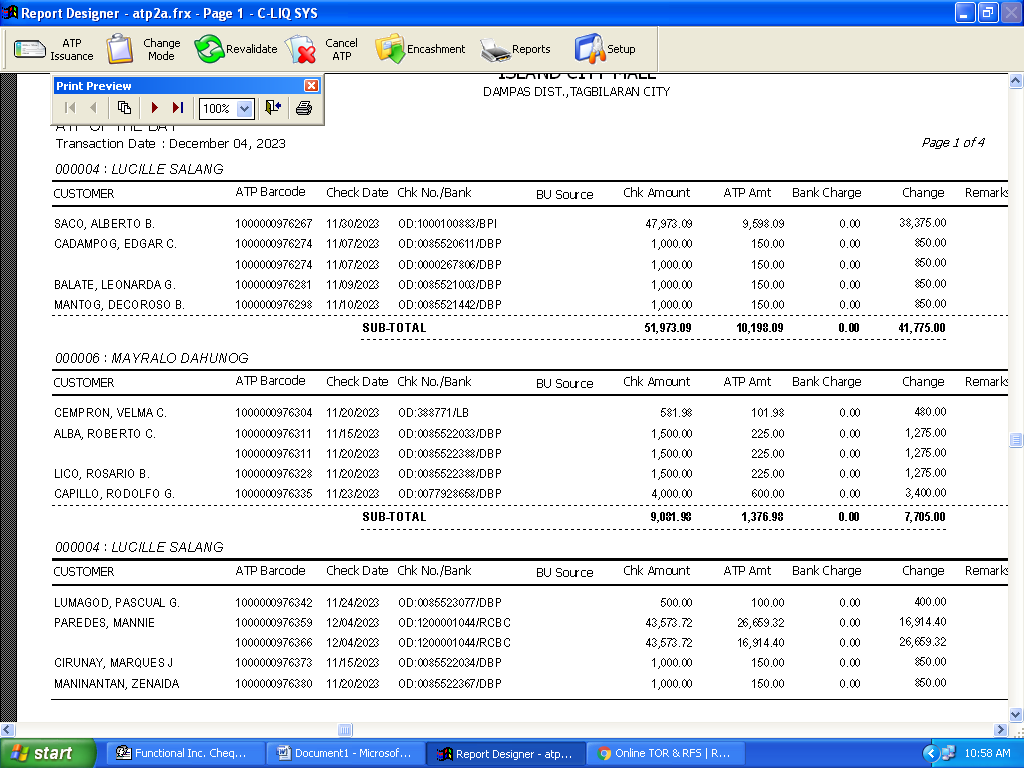 Report Designer - atp2a.frx - Page 1 - C-LIQ SYS
ATP Issuance Change Mode Revalidate Cancel ATP Encashment Reports Setup
Print Preview
100%
ISLAND CITY MALL
DAMPAS DIST.,TAGBILARAN CITY
ATP OF THE DAY
Transaction Date : December 04, 2023 Page 1 of 4
000004 : LUCILLE SALANG
CUSTOMER ATP Barcode Check Date Chk No./Bank BU Source Chk Amount ATP Amt Bank Charge Change Remarks
SACO, ALBERTO B. 1000000976267 11/30/2023 OD:1000100883/BPI 47,973.09 9,598.09 0.00 38,375.00
CADAMPOG, EDGAR C. 1000000976274 11/07/2023 OD:0085520611/DBP 1,000.00 150.00 0.00 850.00
1000000976274 11/07/2023 OD:0000267806/DBP 1,000.00 150.00 0.00 850.00
BALATE, LEONARDA G. 1000000976281 11/09/2023 OD:0085521003/DBP 1,000.00 150.00 0.00 850.00
MANTOG, DECOROSO B. 1000000976298 11/10/2023 OD:0085521442/DBP 1,000.00 150.00 0.00 850.00
SUB-TOTAL 51,973.09 10,198.09 0.00 41,775.00
000006 : MAYRALO DAHUNOG
CUSTOMER ATP Barcode Check Date Chk No./Bank BU Source Chk Amount ATP Amt Bank Charge Change Remarks
CEMPRON, VELMA C. 1000000976304 11/20/2023 OD:388771/LB 581.98 101.98 0.00 480.00
ALBA, ROBERTO C. 1000000976311 11/15/2023 OD:0085522033/DBP 1,500.00 225.00 0.00 1,275.00
1000000976311 11/20/2023 OD:0085522388/DBP 1,500.00 225.00 0.00 1,275.00
LICO, ROSARIO B. 1000000976328 11/20/2023 OD:0085522388/DBP 1,500.00 225.00 0.00 1,275.00
CAPILLO, RODOLFO G. 1000000976335 11/23/2023 OD:0077928658/DBP 4,000.00 600.00 0.00 3,400.00
SUB-TOTAL 9,081.98 1,376.98 0.00 7,705.00
000004 : LUCILLE SALANG
CUSTOMER ATP Barcode Check Date Chk No./Bank BU Source Chk Amount ATP Amt Bank Charge Change Remarks
LUMAGOD, PASCUAL G. 1000000976342 11/24/2023 OD:0085523077/DBP 500.00 100.00 0.00 400.00
PAREDES, MANNIE 1000000976359 12/04/2023 OD:1200001044/RCBC 43,573.72 26,659.32 0.00 16,914.40
1000000976366 12/04/2023 OD:1200001044/RCBC 43,573.72 16,914.40 0.00 26,659.32
CIRUNAY, MARQUES J 1000000976373 11/15/2023 OD:0085522034/DBP 1,000.00 150.00 0.00 850.00
MANINANTAN, ZENAIDA 1000000976380 11/20/2023 OD:0085522367/DBP 1,000.00 150.00 0.00 850.00
start Functional Inc. Cheq... Document1 - Microsof... Report Designer - atp... Online TOR & RFS | R... 10:58 AM